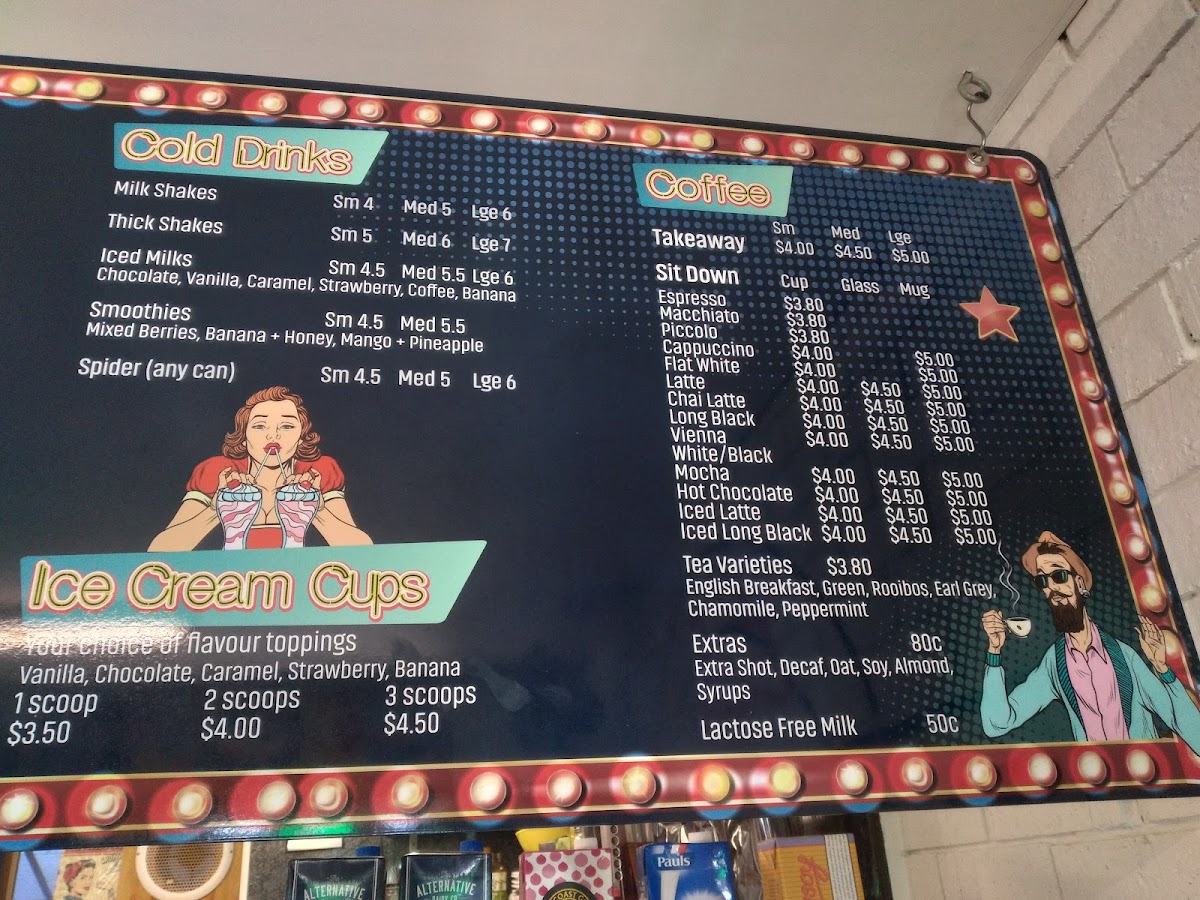 Cold Drinks
Milk Shakes Sm 4 Med 5 Lge 6
Thick Shakes Sm 5 Med 6 Lge 7
Iced Milks Sm 4.5 Med 5.5 Lge 6
Chocolate, Vanilla, Caramel, Strawberry, Coffee, Banana
Smoothies Sm 4.5 Med 5.5
Mixed Berries, Banana + Honey, Mango + Pineapple
Spider (any can) Sm 4.5 Med 5 Lge 6
Ice Cream Cups
Your choice of flavour toppings
Vanilla, Chocolate, Caramel, Strawberry, Banana
1 scoop 2 scoops 3 scoops
$3.50 $4.00 $4.50
Coffee
Sm Med Lge
Takeaway $4.00 $4.50 $5.00
Sit Down Cup Glass Mug
Espresso $3.80
Macchiato $3.80
Piccolo $3.80
Cappuccino $4.00 $5.00
Flat White $4.00 $5.00
Latte $4.00 $4.50 $5.00
Chai Latte $4.00 $4.50 $5.00
Long Black $4.00 $4.50 $5.00
Vienna $4.00 $4.50 $5.00
White/Black
Mocha $4.00 $4.50 $5.00
Hot Chocolate $4.00 $4.50 $5.00
Iced Latte $4.00 $4.50 $5.00
Iced Long Black $4.00 $4.50 $5.00
Tea Varieties $3.80
English Breakfast, Green, Rooibos, Earl Grey,
Chamomile, Peppermint
Extras 80c
Extra Shot, Decaf, Oat, Soy, Almond,
Syrups
Lactose Free Milk 50c
ALTERNATIVE
DAIRY CO
ALTERNATIVE
DAIRY CO
Pauls